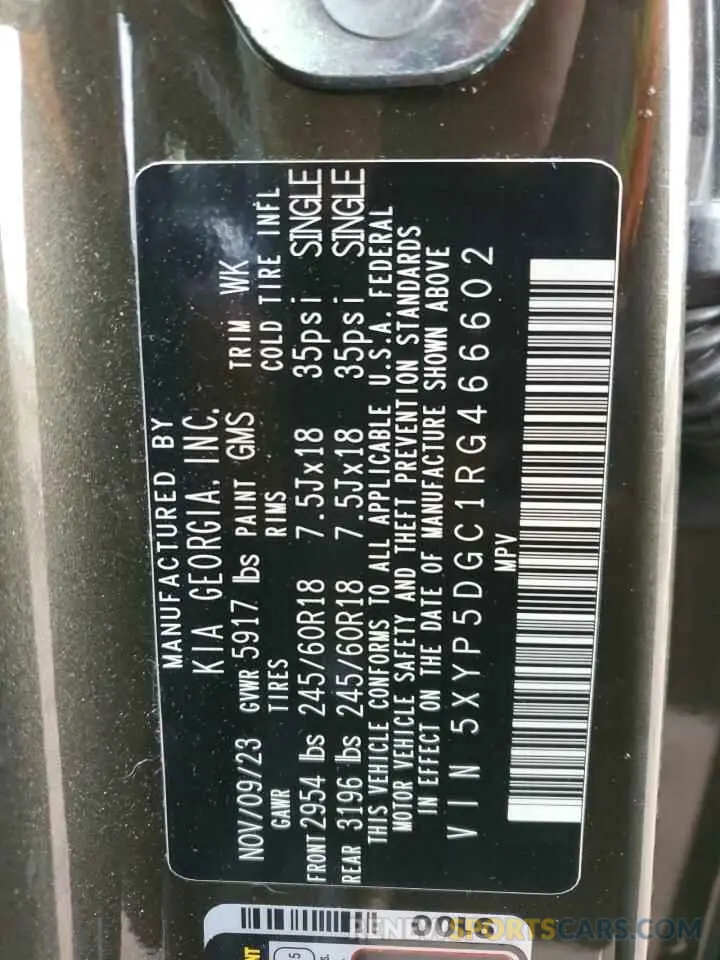 MANUFACTURED BY
KIA GEORGIA, INC.
NOV/09/23 GVWR 5917 lbs PAINT GMS TRIM WK
GAWR TIRES RIMS COLD TIRE INFL
FRONT 2954 lbs 245/60R18 7.5Jx18 35psi SINGLE
REAR 3196 lbs 245/60R18 7.5Jx18 35psi SINGLE
THIS VEHICLE CONFORMS TO ALL APPLICABLE U.S.A. FEDERAL
MOTOR VEHICLE SAFETY AND THEFT PREVENTION STANDARDS
IN EFFECT ON THE DATE OF MANUFACTURE SHOWN ABOVE
VIN 5XYP5DGC1RG466602
MPV
RENEWSPORTSCARS.COM